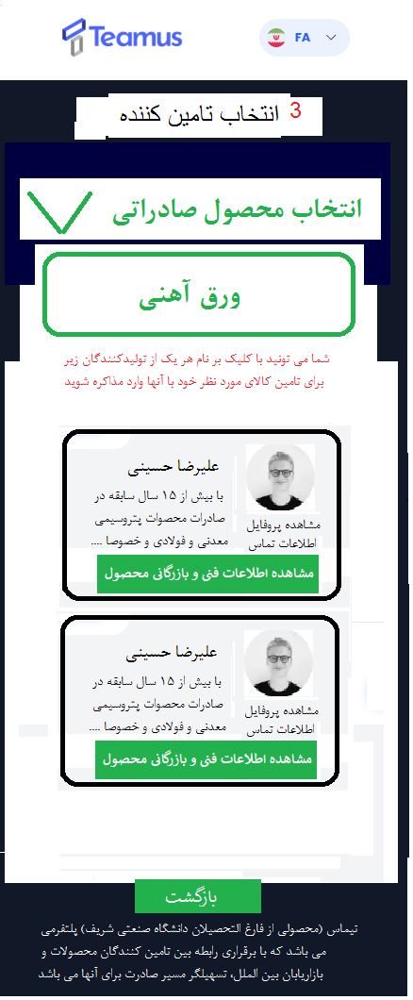 Teamus
FA
3 انتخاب تامین کننده
انتخاب محصول صادراتی
ورق آهنی
شما می تونید با کلیک بر نام هر یک از تولیدکنندگان زیر
برای تامین کالای مورد نظر خود با آنها وارد مذاکره شوید
علیرضا حسینی
با بیش از ۱۵ سال سابقه در
صادرات محصوات پتروسیمی
معدنی و فولادی و خصوصا ....
مشاهده پروفایل
اطلاعات تماس
مشاهده اطلاعات فنی و بازرگانی محصول
علیرضا حسینی
با بیش از ۱۵ سال سابقه در
صادرات محصوات پتروسیمی
معدنی و فولادی و خصوصا ....
مشاهده پروفایل
اطلاعات تماس
مشاهده اطلاعات فنی و بازرگانی محصول
بازگشت
تیماس (محصولی از فارغ التحصیلان دانشگاه صنعتی شریف) پلتفرمی
می باشد که با برقراری رابطه بین تامین کنندگان محصولات و
بازاریابان بین الملل، تسهیلگر مسیر صادرت برای آنها می باشد